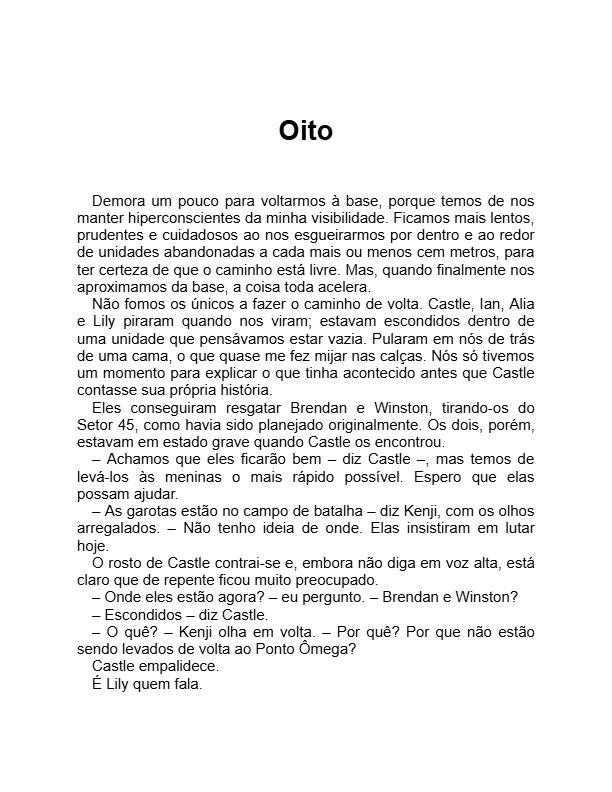 Oito
Demora um pouco para voltarmos à base, porque temos de nos
manter hiperconscientes da minha visibilidade. Ficamos mais lentos,
prudentes e cuidadosos ao nos esgueirarmos por dentro e ao redor
de unidades abandonadas a cada mais ou menos cem metros, para
ter certeza de que o caminho está livre. Mas, quando finalmente nos
aproximamos da base, a coisa toda acelera.
Não fomos os únicos a fazer o caminho de volta. Castle, Ian, Alia
e Lily piraram quando nos viram; estavam escondidos dentro de
uma unidade que pensávamos estar vazia. Pularam em nós de trás
de uma cama, o que quase me fez mijar nas calças. Nós só tivemos
um momento para explicar o que tinha acontecido antes que Castle
contasse sua própria história.
Eles conseguiram resgatar Brendan e Winston, tirando-os do
Setor 45, como havia sido planejado originalmente. Os dois, porém,
estavam em estado grave quando Castle os encontrou.
– Achamos que eles ficarão bem – diz Castle –, mas temos de
levá-los às meninas o mais rápido possível. Espero que elas
possam ajudar.
– As garotas estão no campo de batalha – diz Kenji, com os olhos
arregalados. – Não tenho ideia de onde. Elas insistiram em lutar
hoje.
O rosto de Castle contrai-se e, embora não diga em voz alta, está
claro que de repente ficou muito preocupado.
– Onde eles estão agora? – eu pergunto. – Brendan e Winston?
– Escondidos – diz Castle.
– O quê? – Kenji olha em volta. – Por quê? Por que não estão
sendo levados de volta ao Ponto Ômega?
Castle empalidece.
É Lily quem fala.